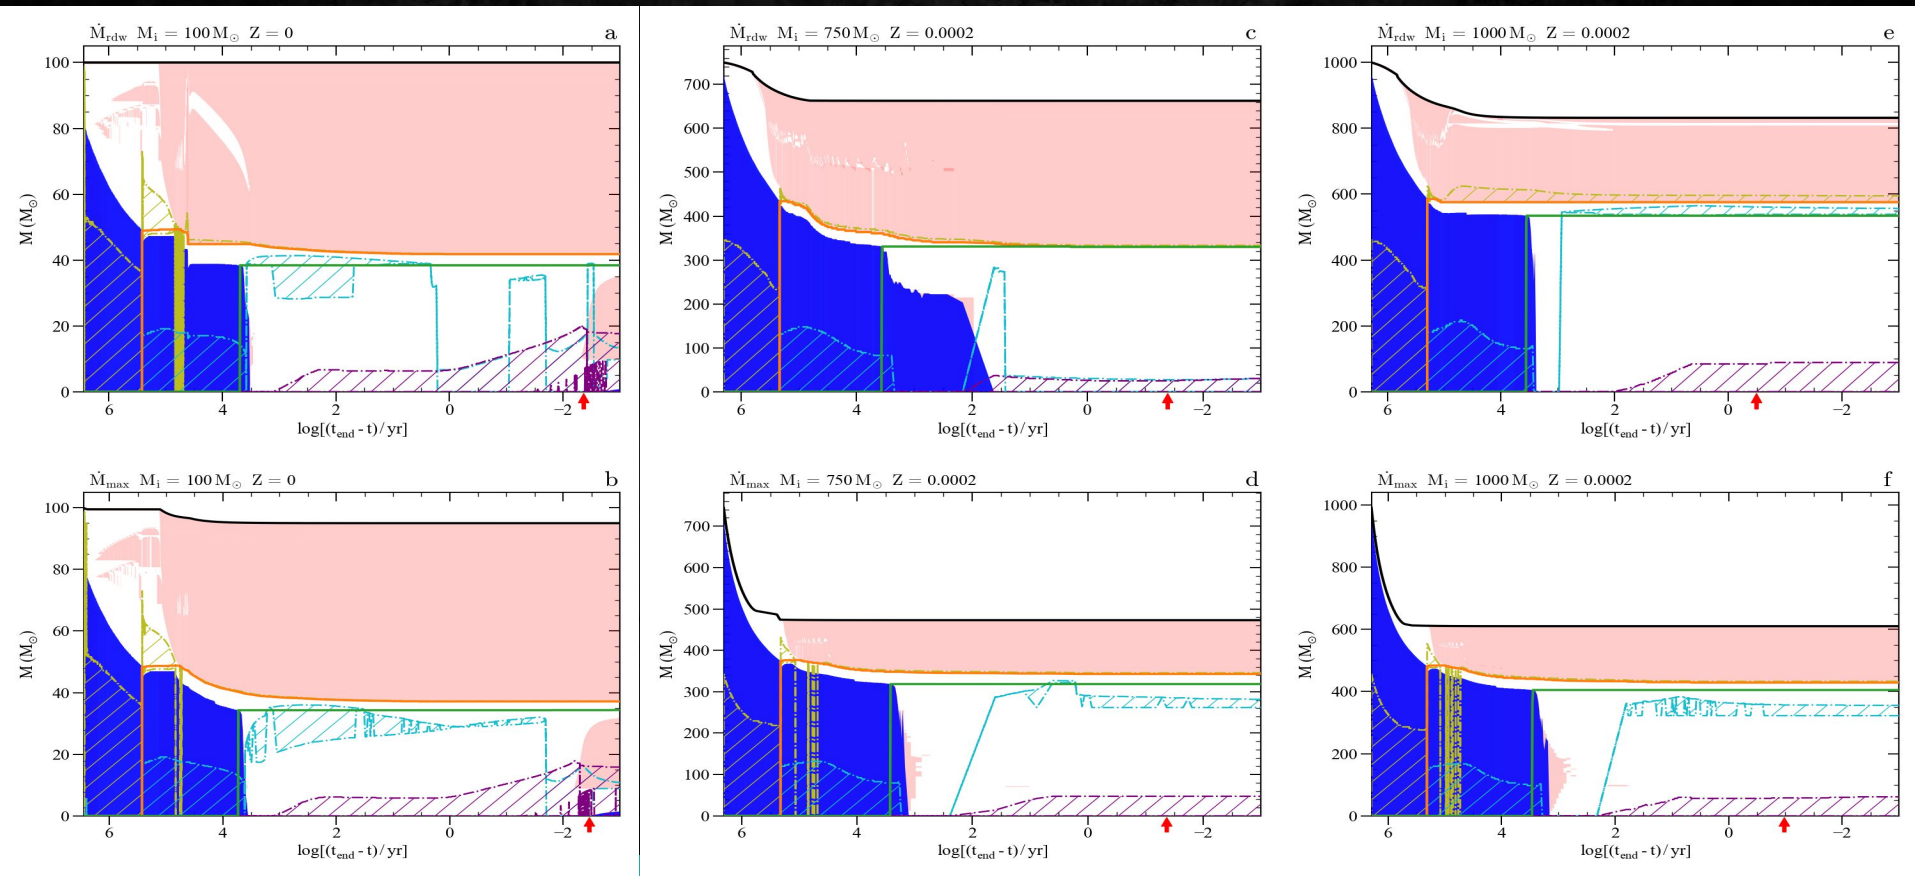 Ṁrdw Mi = 100 M☉ Z = 0 a
100
80
60
40
20
0
M (M☉)
6 4 2 0 −2
log[(tend - t) / yr]
Ṁrdw Mi = 750 M☉ Z = 0.0002 c
700
600
500
400
300
200
100
0
M (M☉)
6 4 2 0 −2
log[(tend - t) / yr]
Ṁrdw Mi = 1000 M☉ Z = 0.0002 e
1000
800
600
400
200
0
M (M☉)
6 4 2 0 −2
log[(tend - t) / yr]
Ṁmax Mi = 100 M☉ Z = 0 b
100
80
60
40
20
0
M (M☉)
6 4 2 0 −2
log[(tend - t) / yr]
Ṁmax Mi = 750 M☉ Z = 0.0002 d
700
600
500
400
300
200
100
0
M (M☉)
6 4 2 0 −2
log[(tend - t) / yr]
Ṁmax Mi = 1000 M☉ Z = 0.0002 f
1000
800
600
400
200
0
M (M☉)
6 4 2 0 −2
log[(tend - t) / yr]